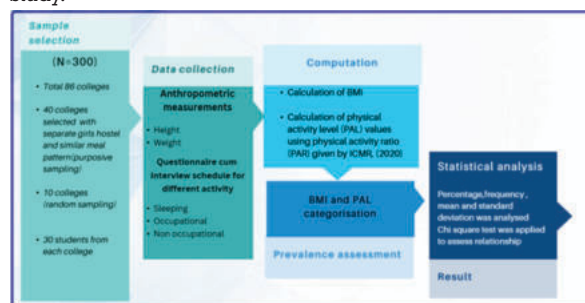 study.
Sample
selection
(N=300)
• Total 86 colleges
• 40 colleges
selected with
separate girls hostel
and similar meal
pattern(purposive
sampling)
• 10 colleges
(random sampling)
• 30 students from
each college
Data collection
Anthropometric
measurements
• Height
• Weight
Questionnaire cum
interview schedule for
different activity
• Sleeping
• Occupational
• Non occupational
Computation
• Calculation of BMI
• Calculation of physical
activity level (PAL) values
using physical activity ratio
(PAR) given by ICMR, (2020)
BMI and PAL
categorisation
Prevalence assessment
Statistical analysis
Percentage,frequency,
mean and standard
deviation was analysed
Chi square test was applied
to assess relationship
Result